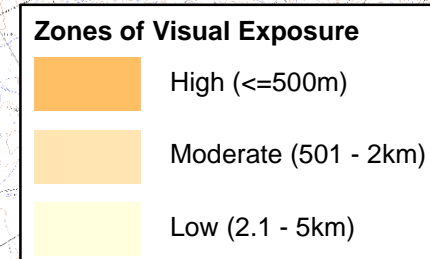 Zones of Visual Exposure
High (<=500m)
Moderate (501 - 2km)
Low (2.1 - 5km)